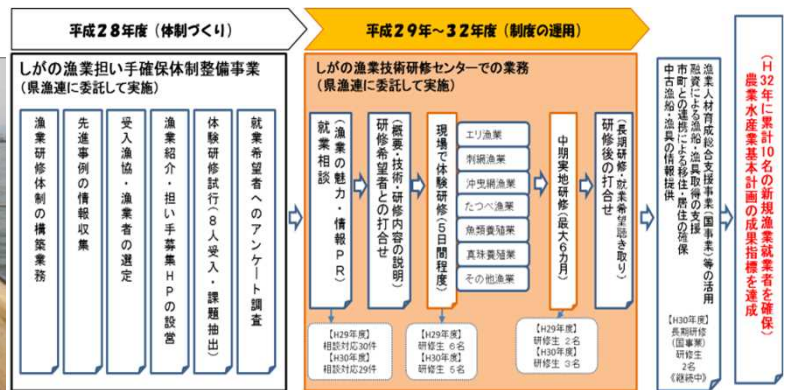 平成28年度(体制づくり)
平成29年～32年度(制度の運用)
しがの漁業担い手確保体制整備事業
(県漁連に委託して実施)
漁業研修体制の構築業務
先進事例の情報収集
受入漁協・漁業者の選定
漁業紹介・担い手募集HPの設営
体験研修試行(8人受入・課題抽出)
就業希望者へのアンケート調査
しがの漁業技術研修センターでの業務
(県漁連に委託して実施)
就業相談
(漁業の魅力・情報PR)
研修希望者との打合せ
(概要・技術・研修内容の説明)
現場で体験研修(5日間程度)
エリ漁業
刺網漁業
沖曳網漁業
たつべ漁業
魚類養殖業
真珠養殖業
その他漁業
中期実地研修(最大6カ月)
研修後の打合せ
(長期研修・就業希望聴き取り)
【H29年度】
相談対応30件
【H30年度】
相談対応29件
【H29年度】
研修生 6名
【H30年度】
研修生 5名
【H29年度】
研修生 2名
【H30年度】
研修生 3名
漁業人材育成総合支援事業(国事業)等の活用
融資による漁船・漁具取得の支援
市町との連携による移住・居住の確保
中古漁船・漁具の情報提供
【H30年度】
長期研修
(国事業)
研修生
2名
《継続中》
(H32年に累計10名の新規漁業就業者を確保)
農業水産業基本計画の成果指標を達成